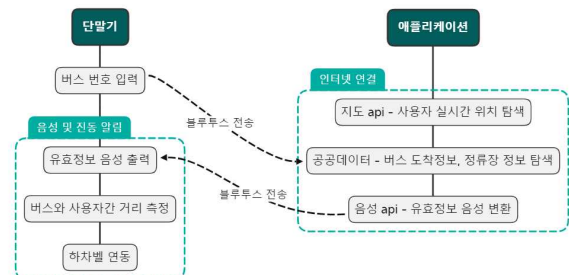 단말기
버스 번호 입력
음성 및 진동 알림
유효정보 음성 출력
버스와 사용자간 거리 측정
하차벨 연동
블루투스 전송
블루투스 전송
애플리케이션
인터넷 연결
지도 api - 사용자 실시간 위치 탐색
공공데이터 - 버스 도착정보, 정류장 정보 탐색
음성 api - 유효정보 음성 변환